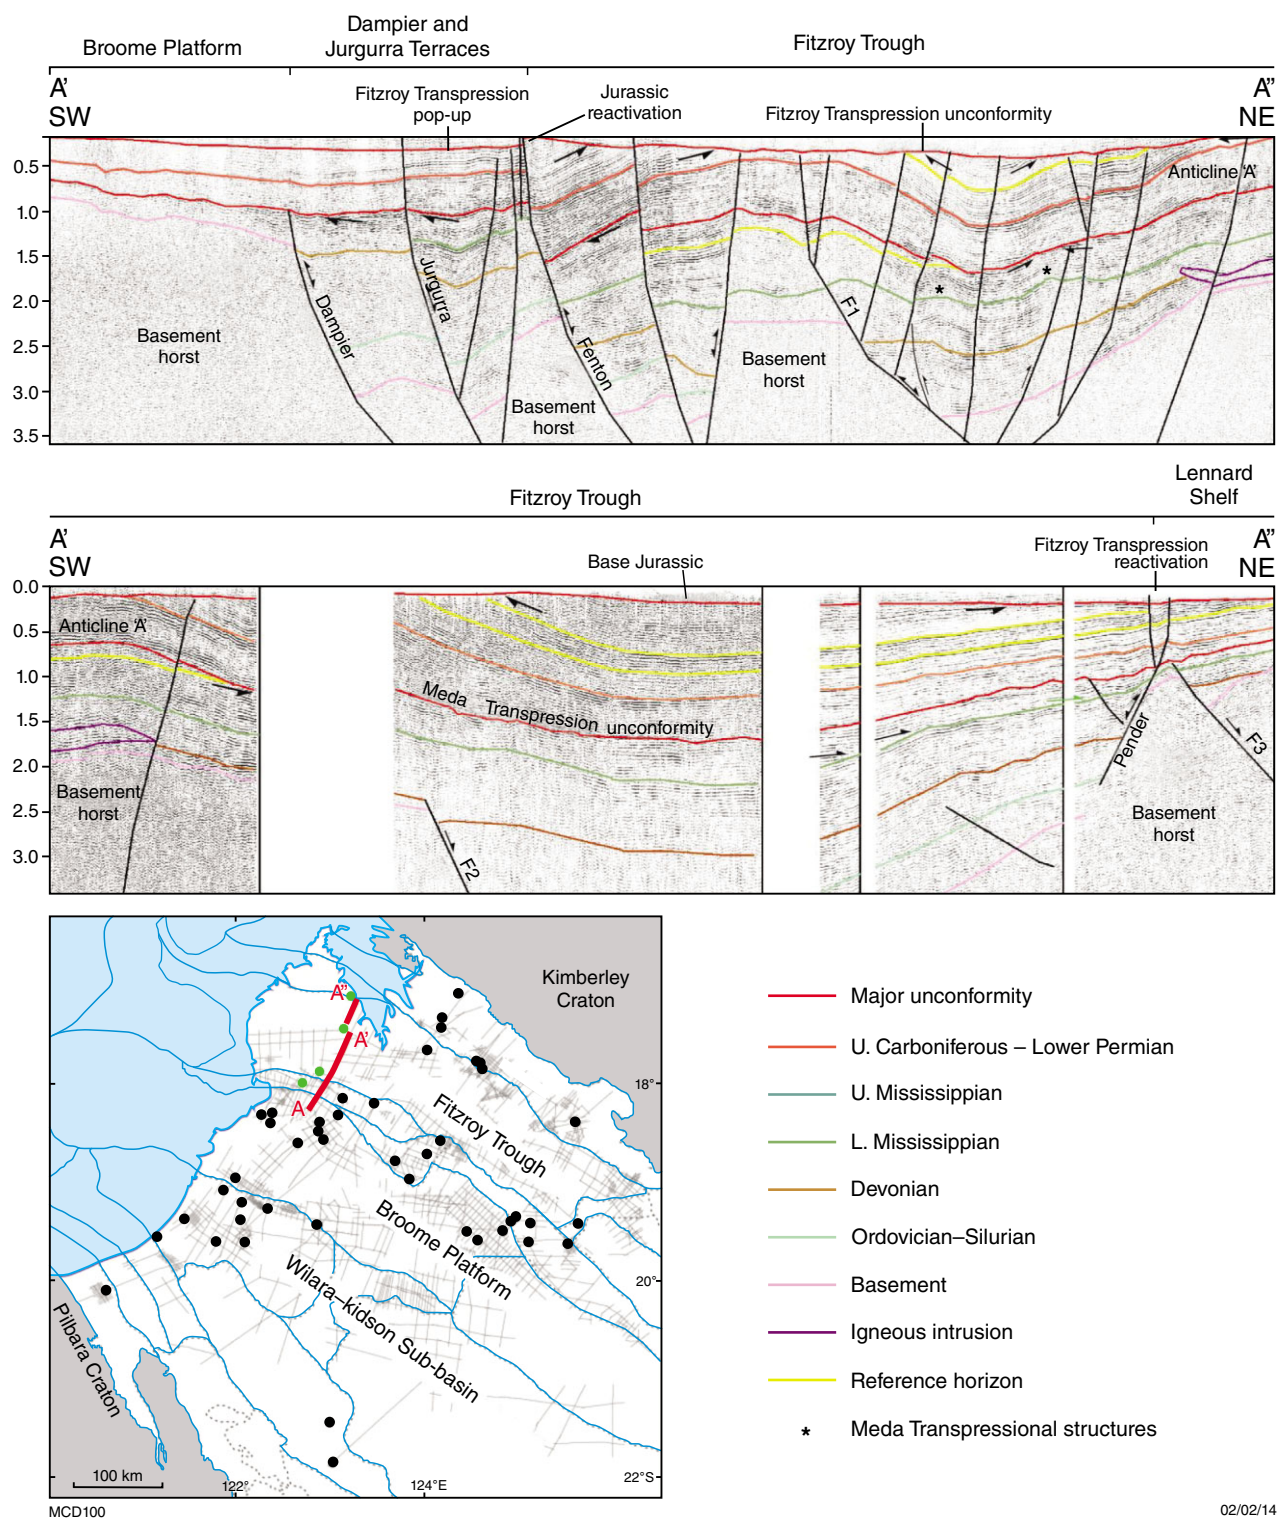 Broome Platform
Dampier and
Jurgurra Terraces
Fitzroy Trough
A'
SW
A"
NE
Fitzroy Transpression
pop-up
Jurassic
reactivation
Fitzroy Transpression unconformity
0.5
1.0
1.5
2.0
2.5
3.0
3.5
Anticline 'A'
Basement
horst
Dampier
Jurgurra
Fenton
Basement
horst
Basement
horst
F1
*
*
Fitzroy Trough
Lennard
Shelf
A'
SW
A"
NE
Base Jurassic
Fitzroy Transpression
reactivation
0.0
0.5
1.0
1.5
2.0
2.5
3.0
Anticline 'A'
Basement
horst
Meda Transpression unconformity
F2
Pender
F3
Basement
horst
Kimberley
Craton
A"
A'
A
18°
Fitzroy Trough
Broome Platform
20°
Wilara–kidson Sub-basin
Pilbara Craton
100 km
122°
124°E
22°S
Major unconformity
U. Carboniferous – Lower Permian
U. Mississippian
L. Mississippian
Devonian
Ordovician–Silurian
Basement
Igneous intrusion
Reference horizon
* Meda Transpressional structures
MCD100
02/02/14